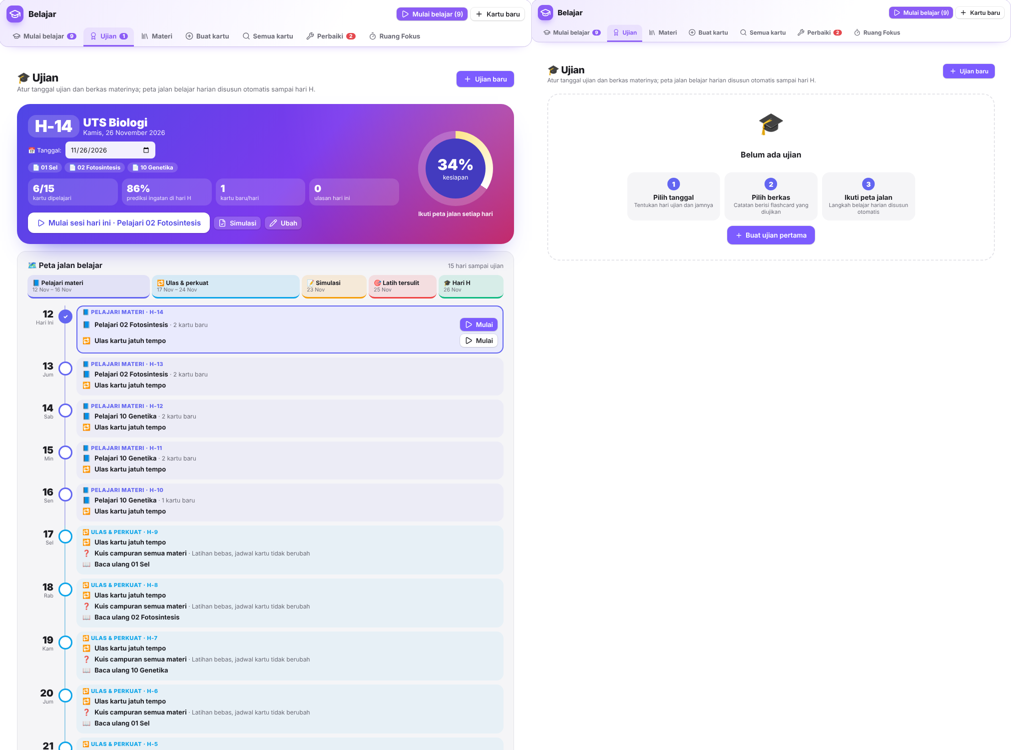 Belajar
Mulai belajar (9)
Kartu baru
Mulai belajar 9
Ujian 1
Materi
Buat kartu
Semua kartu
Perbaiki 2
Ruang Fokus
🎓 Ujian
Atur tanggal ujian dan berkas materinya; peta jalan belajar harian disusun otomatis sampai hari H.
+ Ujian baru
H-14
UTS Biologi
Kamis, 26 November 2026
📅 Tanggal: 11/26/2026
📄 01 Sel
📄 02 Fotosintesis
📄 10 Genetika
6/15
kartu dipelajari
86%
prediksi ingatan di hari H
1
kartu baru/hari
0
ulasan hari ini
Mulai sesi hari ini · Pelajari 02 Fotosintesis
Simulasi
Ubah
34%
kesiapan
Ikuti peta jalan setiap hari
🗺️ Peta jalan belajar
15 hari sampai ujian
📘 Pelajari materi
12 Nov – 16 Nov
🔁 Ulas & perkuat
17 Nov – 24 Nov
📝 Simulasi
23 Nov
🎯 Latih tersulit
25 Nov
🎓 Hari H
26 Nov
12
Hari ini
📘 PELAJARI MATERI · H-14
📘 Pelajari 02 Fotosintesis · 2 kartu baru
Mulai
🔁 Ulas kartu jatuh tempo
Mulai
13
Jum
📘 PELAJARI MATERI · H-13
📘 Pelajari 02 Fotosintesis · 2 kartu baru
🔁 Ulas kartu jatuh tempo
14
Sab
📘 PELAJARI MATERI · H-12
📘 Pelajari 10 Genetika · 2 kartu baru
🔁 Ulas kartu jatuh tempo
15
Min
📘 PELAJARI MATERI · H-11
📘 Pelajari 10 Genetika · 2 kartu baru
🔁 Ulas kartu jatuh tempo
16
Sen
📘 PELAJARI MATERI · H-10
📘 Pelajari 10 Genetika · 1 kartu baru
🔁 Ulas kartu jatuh tempo
17
Sel
🔁 ULAS & PERKUAT · H-9
🔁 Ulas kartu jatuh tempo
❓ Kuis campuran semua materi · Latihan bebas, jadwal kartu tidak berubah
📖 Baca ulang 01 Sel
18
Rab
🔁 ULAS & PERKUAT · H-8
🔁 Ulas kartu jatuh tempo
❓ Kuis campuran semua materi · Latihan bebas, jadwal kartu tidak berubah
📖 Baca ulang 02 Fotosintesis
19
Kam
🔁 ULAS & PERKUAT · H-7
🔁 Ulas kartu jatuh tempo
❓ Kuis campuran semua materi · Latihan bebas, jadwal kartu tidak berubah
📖 Baca ulang 10 Genetika
20
Jum
🔁 ULAS & PERKUAT · H-6
🔁 Ulas kartu jatuh tempo
❓ Kuis campuran semua materi · Latihan bebas, jadwal kartu tidak berubah
📖 Baca ulang 01 Sel
21
🔁 ULAS & PERKUAT · H-5
Belajar
Mulai belajar (9)
+ Kartu baru
Mulai belajar 9
Ujian
Materi
Buat kartu
Semua kartu
Perbaiki 2
Ruang Fokus
🎓 Ujian
Atur tanggal ujian dan berkas materinya; peta jalan belajar harian disusun otomatis sampai hari H.
+ Ujian baru
Belum ada ujian
1
Pilih tanggal
Tentukan hari ujian dan jamnya
2
Pilih berkas
Catatan berisi flashcard yang
diujikan
3
Ikuti peta jalan
Langkah belajar harian disusun
otomatis
+ Buat ujian pertama